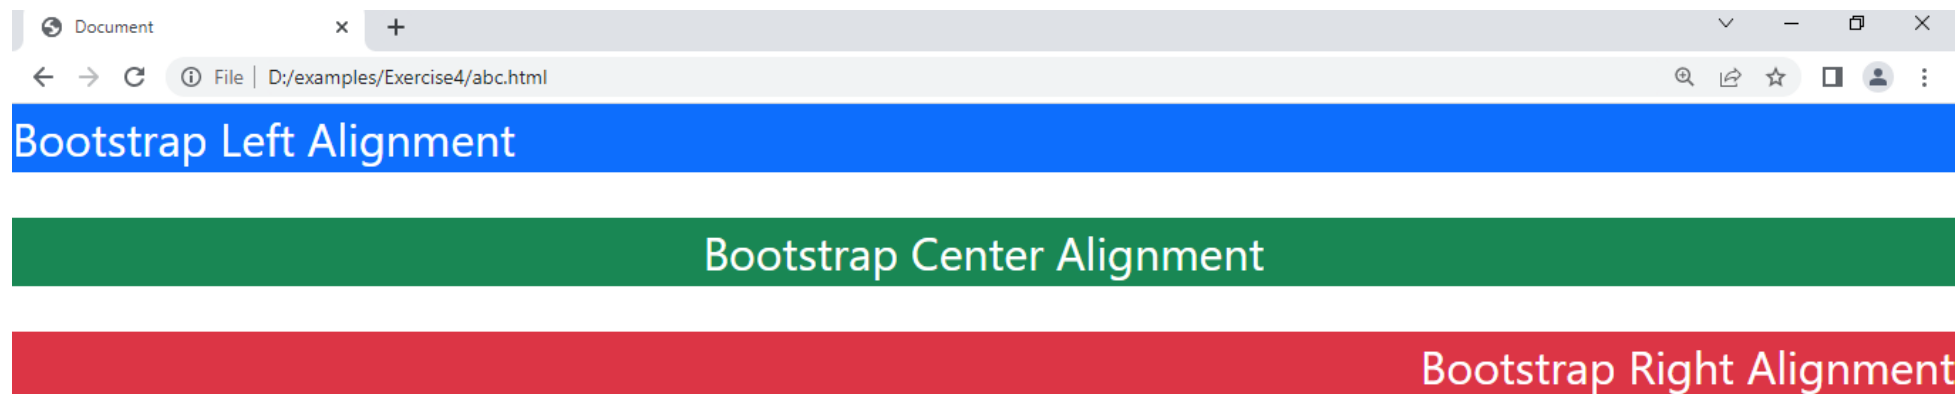 Document
File D:/examples/Exercise4/abc.html
Bootstrap Left Alignment
Bootstrap Center Alignment
Bootstrap Right Alignment